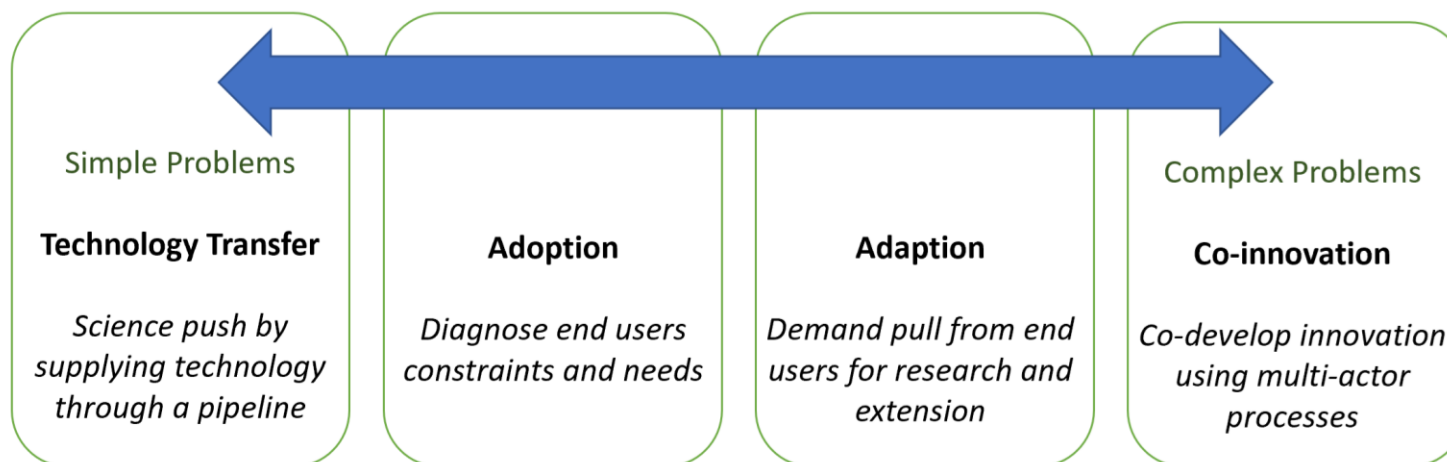 Simple Problems
Technology Transfer
Science push by
supplying technology
through a pipeline
Adoption
Diagnose end users
constraints and needs
Adaption
Demand pull from end
users for research and
extension
Complex Problems
Co-innovation
Co-develop innovation
using multi-actor
processes